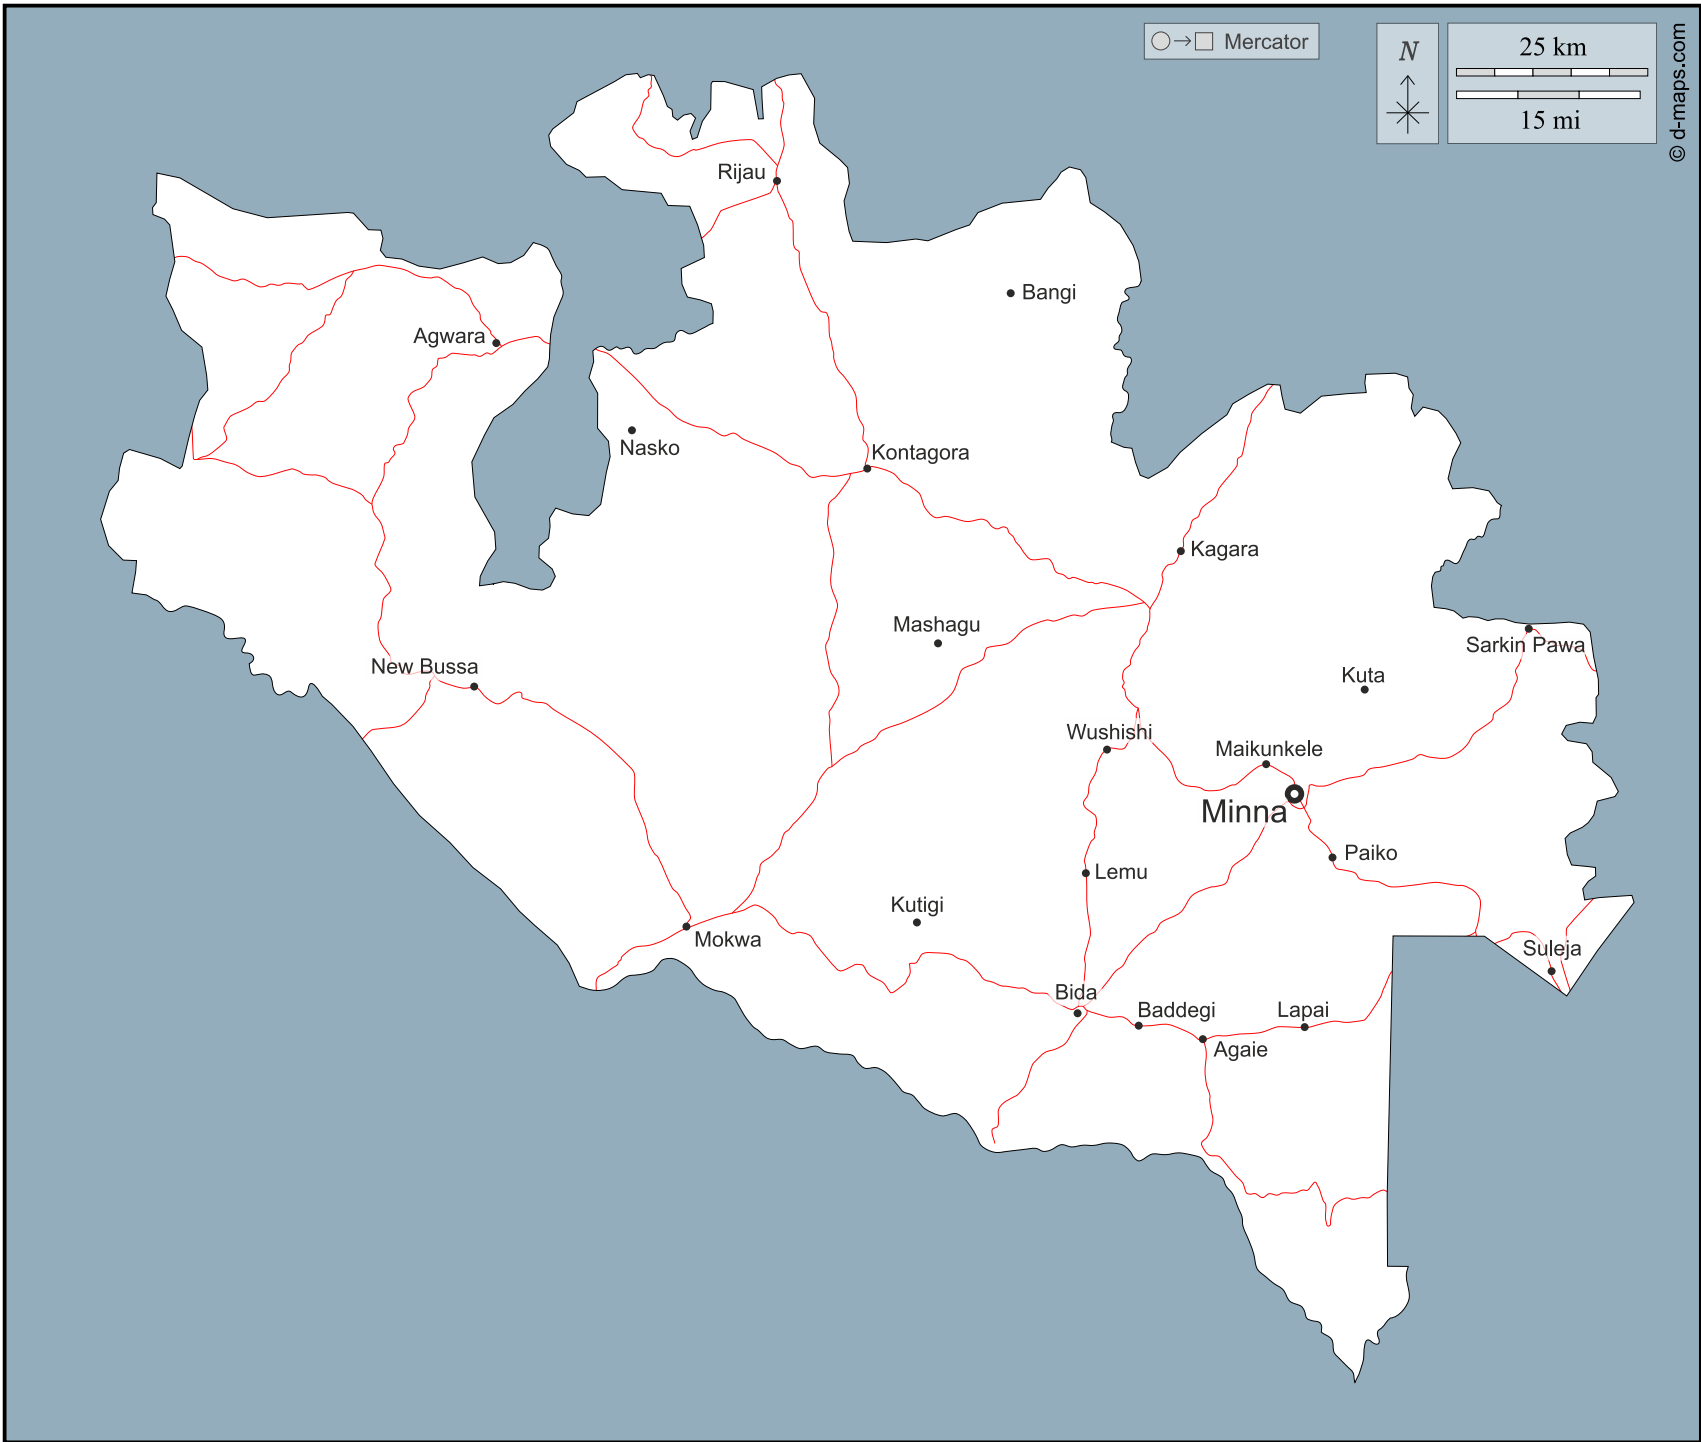 Mercator
N
25 km
15 mi
© d-maps.com
Rijau
Bangi
Agwara
Nasko
Kontagora
Kagara
Mashagu
Sarkin Pawa
New Bussa
Kuta
Wushishi
Maikunkele
Minna
Paiko
Lemu
Kutigi
Mokwa
Suleja
Bida
Baddegi
Lapai
Agaie